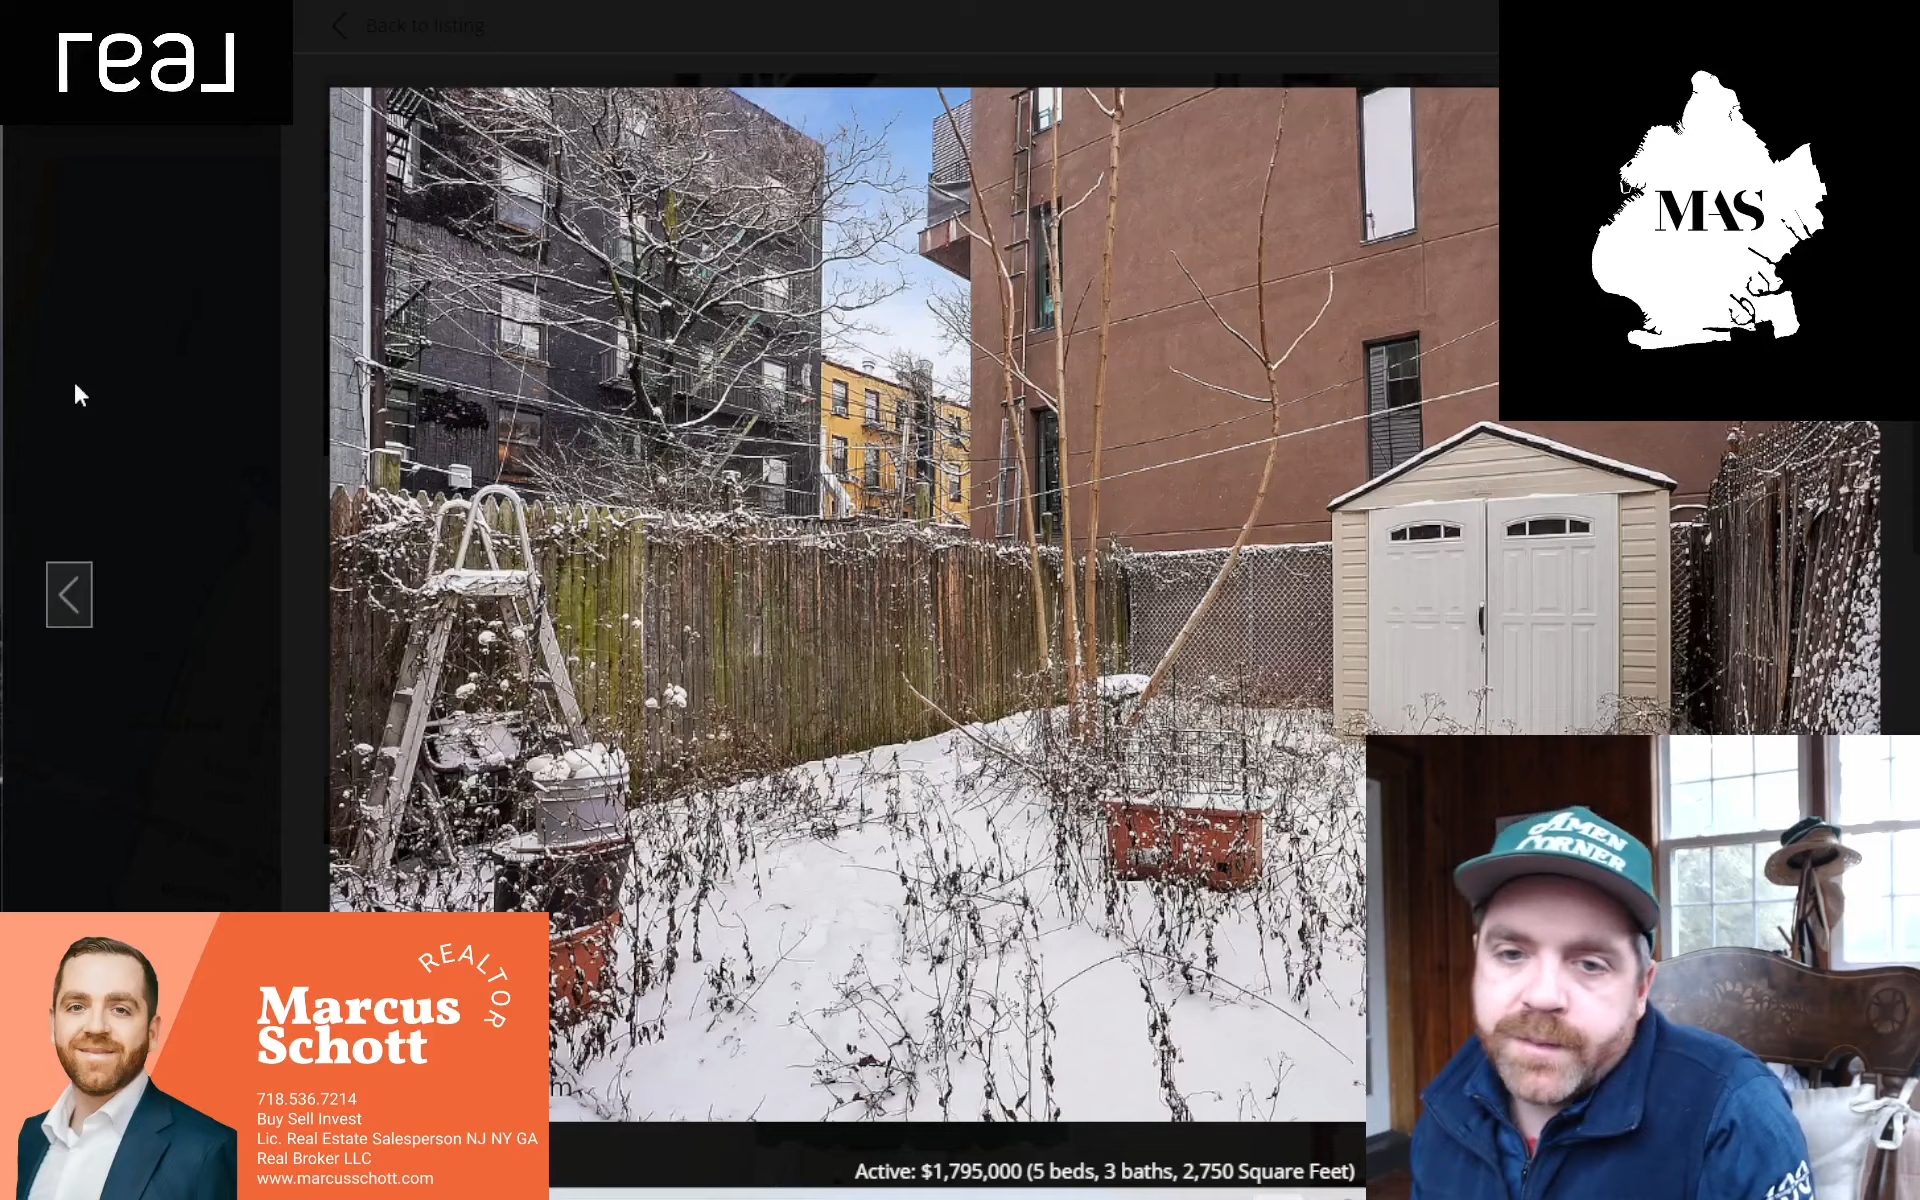 real
Back to listing
MAS
AMEN
CORNER
REALTOR
Marcus
Schott
718.536.7214
Buy Sell Invest
Lic. Real Estate Salesperson NJ NY GA
Real Broker LLC
www.marcusschott.com
Active: $1,795,000 (5 beds, 3 baths, 2,750 Square Feet)